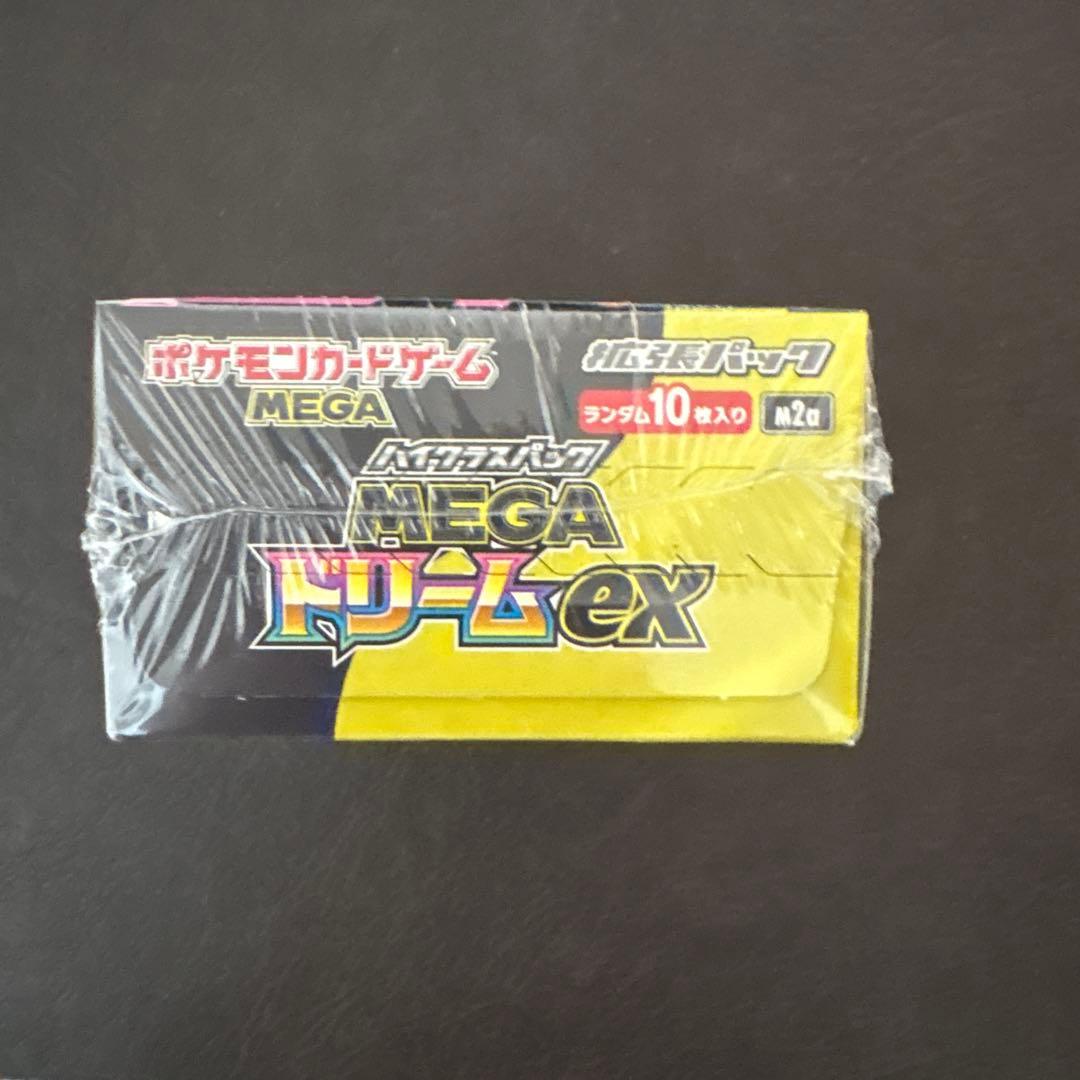 ポケモンカードゲーム
MEGA
拡張パック
ランダム10枚入り
M2a
ハイクラスパック
MEGA
ドリームex